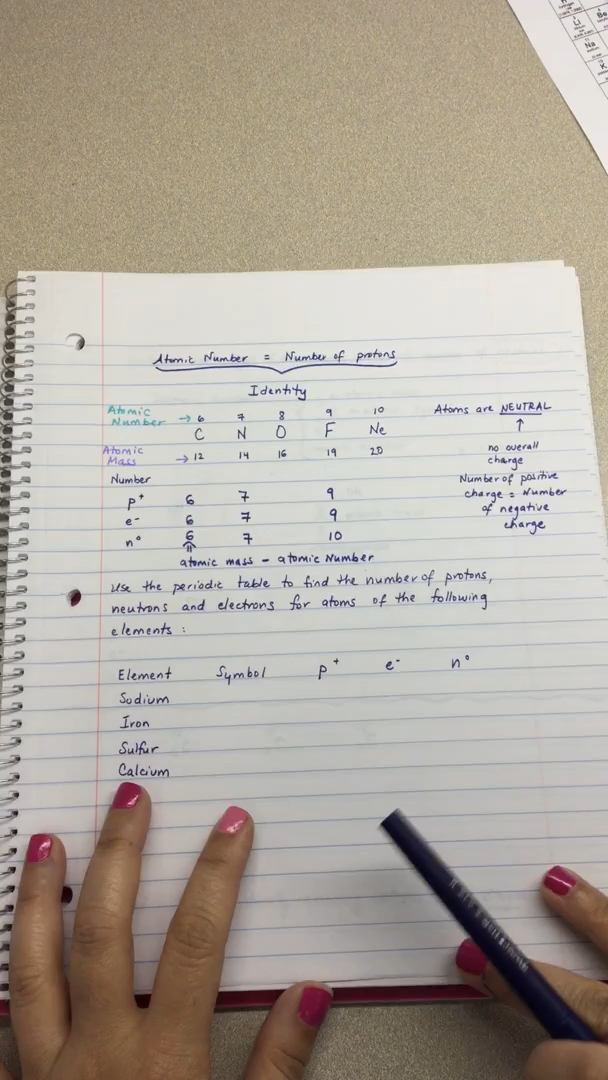 Li Be
Na
K
Atomic Number = Number of protons
Identity
Atomic Number → 6 7 8 9 10
C N O F Ne
Atomic Mass → 12 14 16 19 20
Atoms are NEUTRAL
↑
no overall
charge
Number of positive
charge = Number
of negative
charge
Number
p⁺ 6 7 9
e⁻ 6 7 9
n° 6 7 10
atomic mass - atomic Number
Use the periodic table to find the number of protons,
neutrons and electrons for atoms of the following
elements :
Element Symbol p⁺ e⁻ n°
Sodium
Iron
Sulfur
Calcium